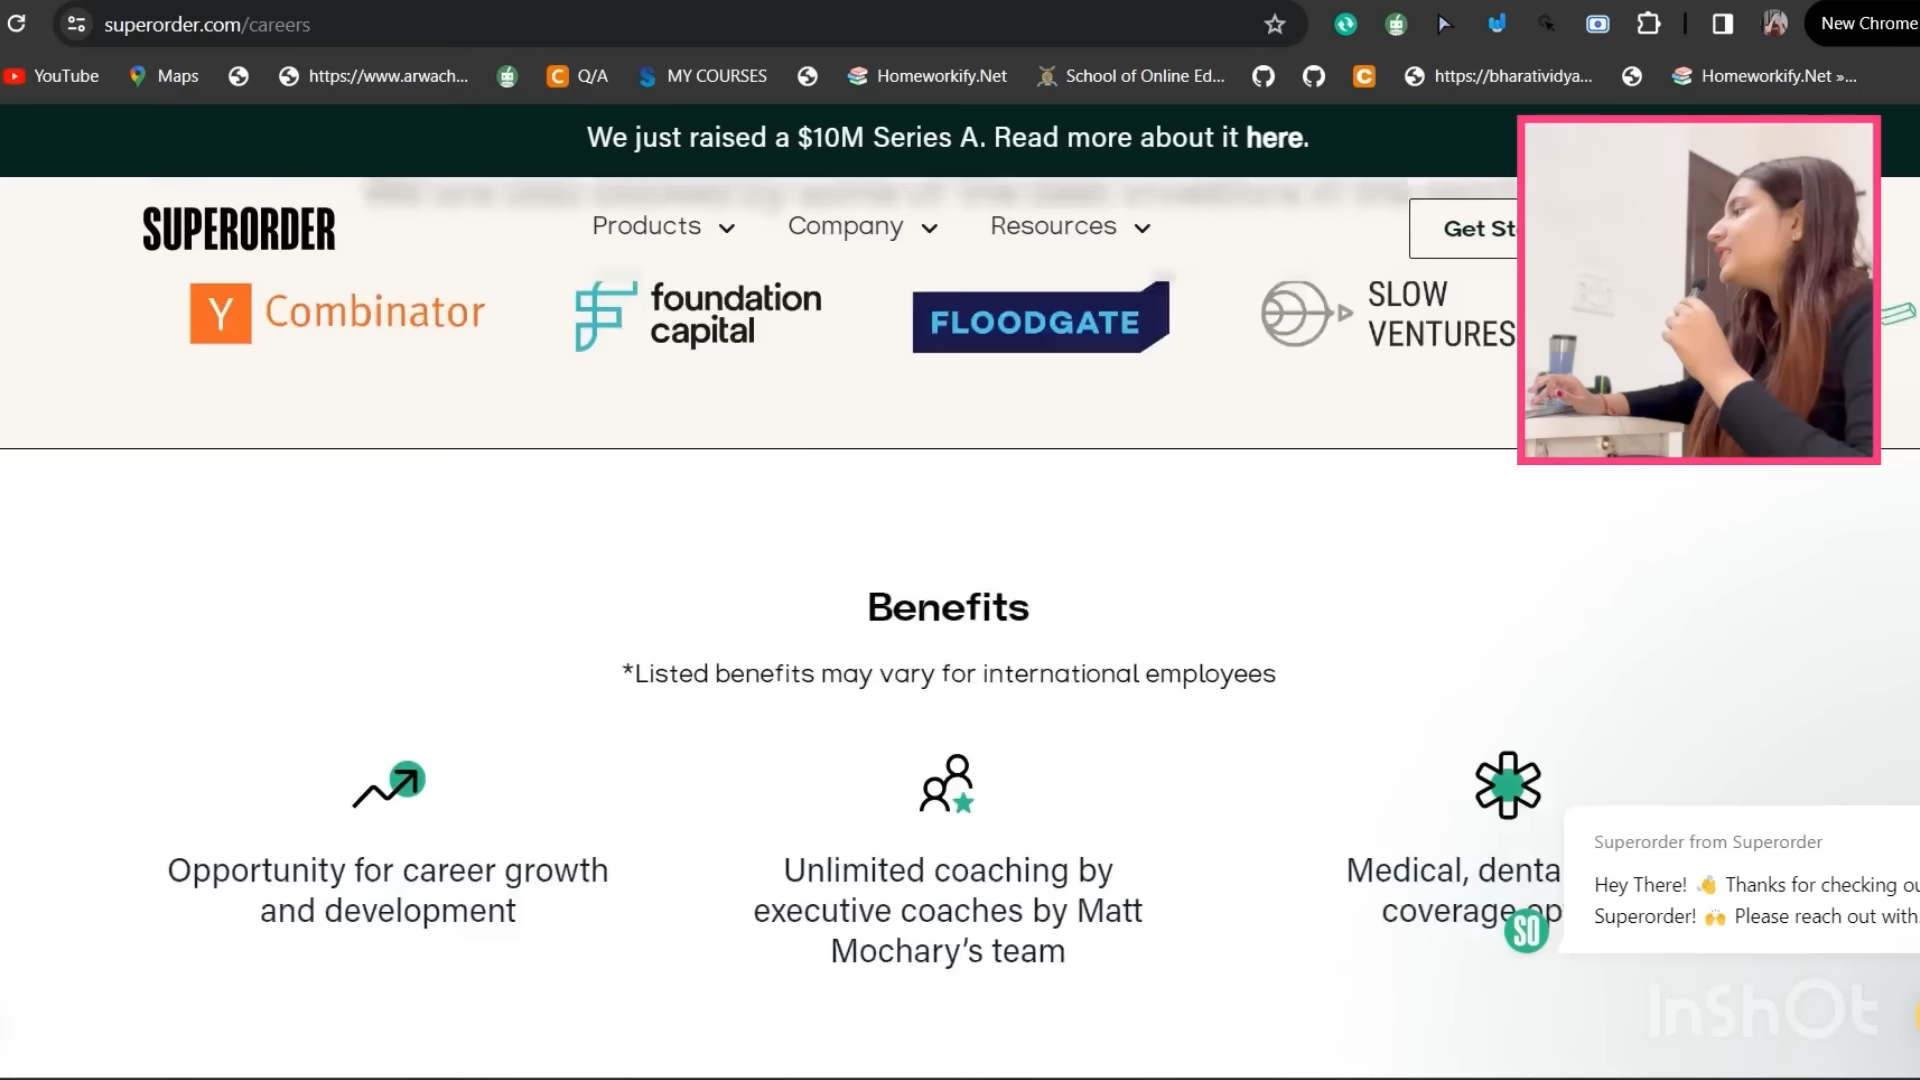 superorder.com/careers
New Chrome
YouTube
Maps
https://www.arwach...
Q/A
MY COURSES
Homeworkify.Net
School of Online Ed...
https://bharatividya...
Homeworkify.Net »...
We just raised a $10M Series A. Read more about it here.
SUPERORDER
Products
Company
Resources
Get St
Y Combinator
foundation
capital
FLOODGATE
SLOW
VENTURES
Benefits
*Listed benefits may vary for international employees
Opportunity for career growth
and development
Unlimited coaching by
executive coaches by Matt
Mochary's team
Medical, denta
coverage op
SO
Superorder from Superorder
Hey There! 👋 Thanks for checking ou
Superorder! 🙌 Please reach out with.
InShOt